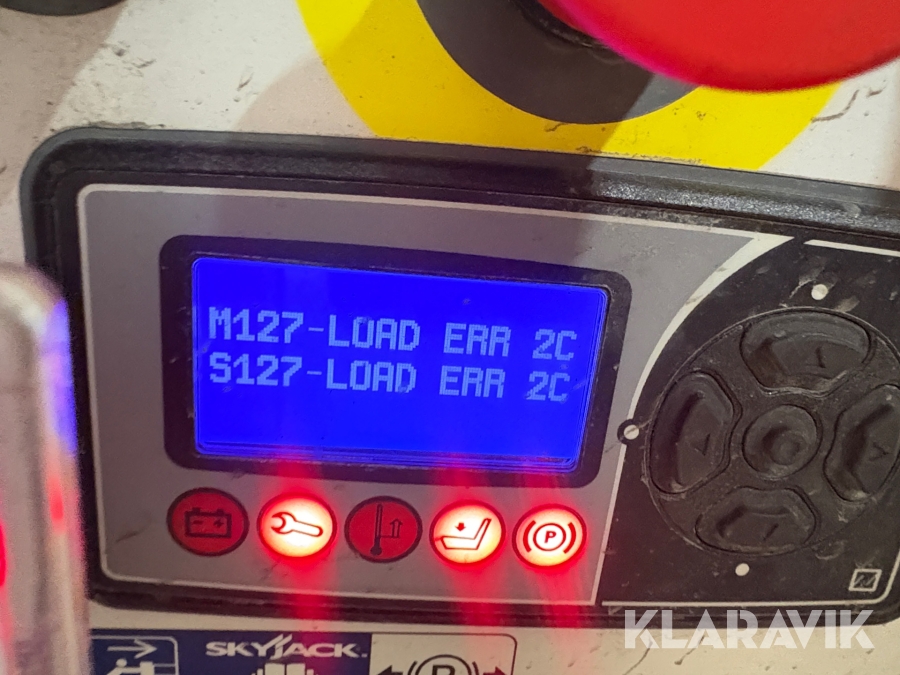 M127-LOAD ERR 2C
S127-LOAD ERR 2C
P
KLARAVIK
SKYJACK.
P